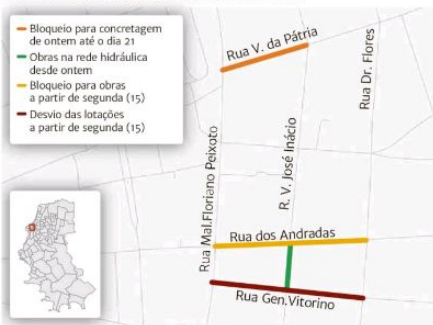 Bloqueio para concretagem
de ontem até o dia 21
Obras na rede hidráulica
desde ontem
Bloqueio para obras
a partir de segunda (15)
Desvio das lotações
a partir de segunda (15)
Rua V. da Pátria
Rua Dr. Flores
R. V. José Inácio
Rua Mal.Floriano Peixoto
Rua dos Andradas
Rua Gen.Vitorino